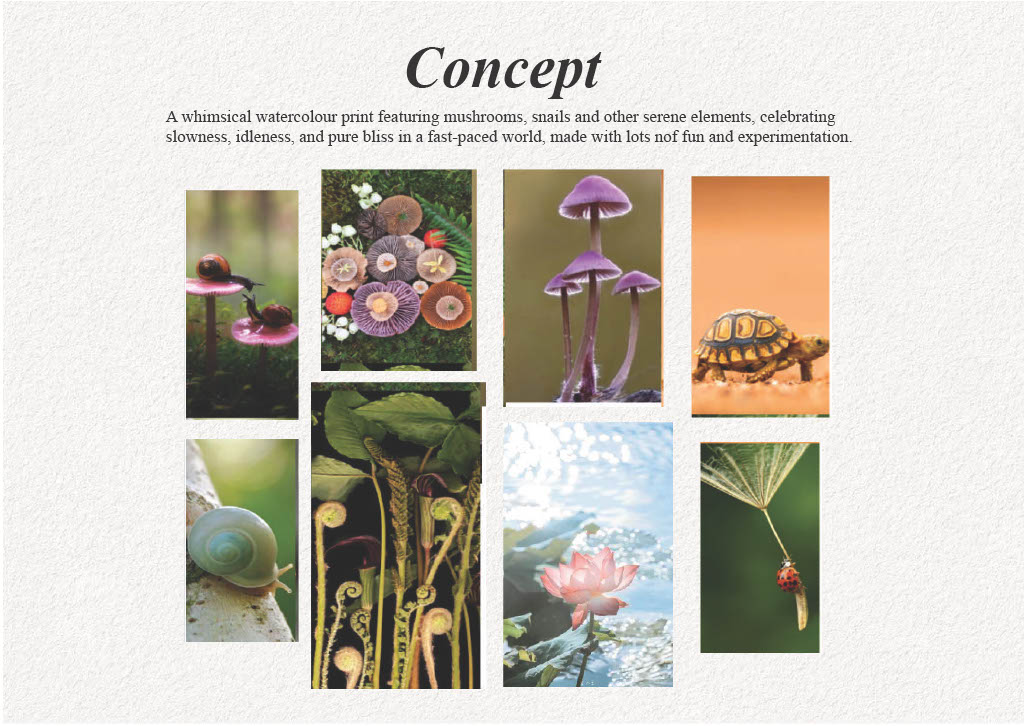 Concept
A whimsical watercolour print featuring mushrooms, snails and other serene elements, celebrating
slowness, idleness, and pure bliss in a fast-paced world, made with lots nof fun and experimentation.